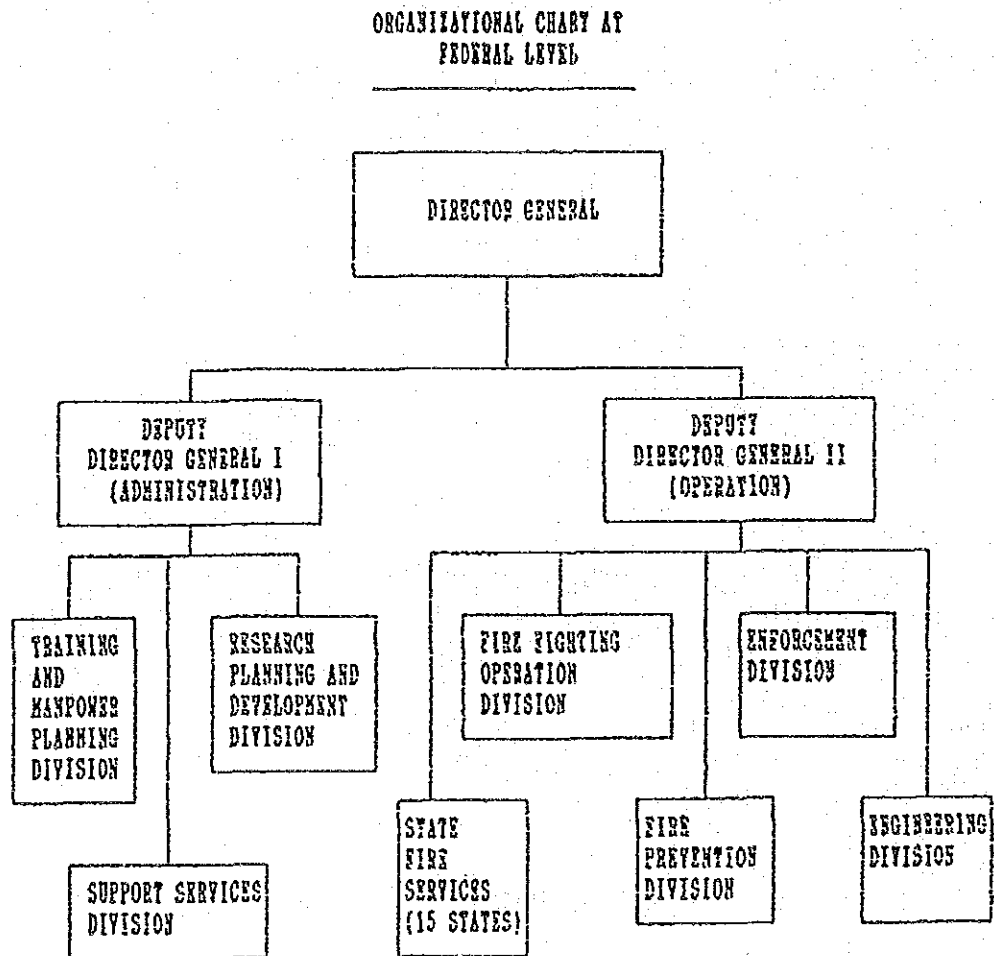 ORGANIZATIONAL CHART AT
FEDERAL LEVEL
DIRECTOR GENERAL
DEPUTY
DIRECTOR GENERAL I
(ADMINISTRATION)
DEPUTY
DIRECTOR GENERAL II
(OPERATION)
TRAINING
AND
MANPOWER
PLANNING
DIVISION
RESEARCH
PLANNING AND
DEVELOPMENT
DIVISION
FIRE FIGHTING
OPERATION
DIVISION
ENFORCEMENT
DIVISION
SUPPORT SERVICES
DIVISION
STATE
FIRE
SERVICES
(15 STATES)
FIRE
PREVENTION
DIVISION
ENGINEERING
DIVISION